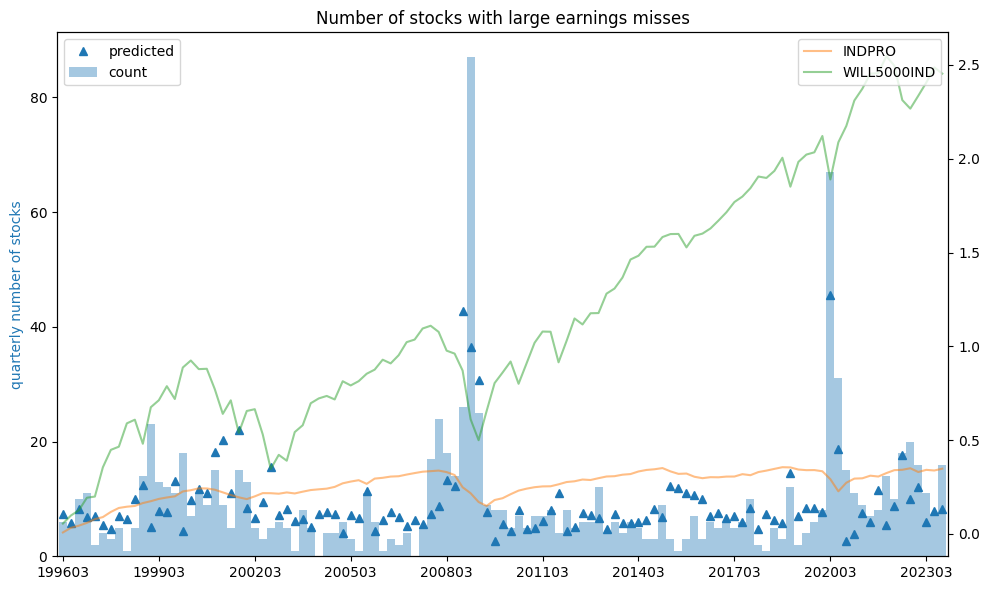 Number of stocks with large earnings misses
predicted
count
INDPRO
WILL5000IND
quarterly number of stocks
80
60
40
20
0
2.5
2.0
1.5
1.0
0.5
0.0
199603 199903 200203 200503 200803 201103 201403 201703 202003 202303